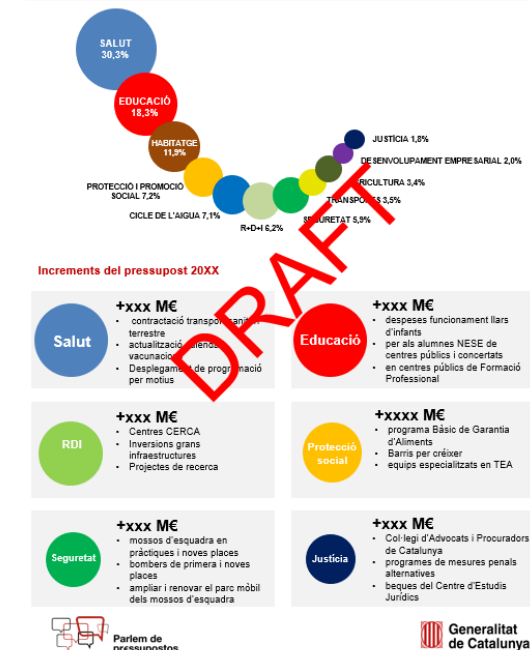 SALUT
30,3%
EDUCACIÓ
18,3%
HABITATGE
11,9%
PROTECCIÓ I PROMOCIÓ
SOCIAL 7,2%
CICLE DE L'AIGUA 7,1%
R+D+I 6,2%
SEGURETAT 5,9%
TRANSPORTS 3,5%
AGRICULTURA 3,4%
DESENVOLUPAMENT EMPRESARIAL 2,0%
JUSTÍCIA 1,8%
DRAFT
Increments del pressupost 20XX
Salut
+xxx M€
• contractació transport
terrestre
• actualització
• Desplegament de programació
per motius
Educació
+xxx M€
• despeses funcionament llars
d'infants
• per als alumnes NESE de
centres públics i concertats
• en centres públics de Formació
Professional
RDI
+xxx M€
• Centres CERCA
• Inversions grans
infraestructures
• Projectes de recerca
Protecció
social
+xxxx M€
• programa Bàsic de Garantia
d'Aliments
• Barris per créixer
• equips especialitzats en TEA
Seguretat
+xxx M€
• mossos d'esquadra en
pràctiques i noves places
• bombers de primera i noves
places
• ampliar i renovar el parc mòbil
dels mossos d'esquadra
Justícia
+xxx M€
• Col·legi d'Advocats i Procuradors
de Catalunya
• programes de mesures penals
alternatives
• beques del Centre d'Estudis
Jurídics
Parlem de
pressupostos
Generalitat
de Catalunya